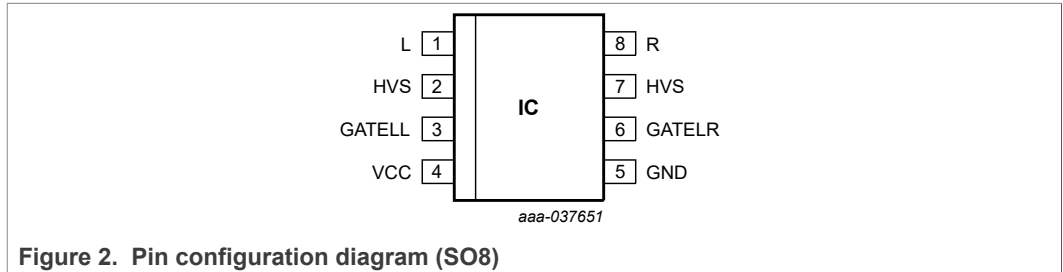 L 1 8 R
HVS 2 7 HVS
IC
GATELL 3 6 GATELR
VCC 4 5 GND
aaa-037651
Figure 2. Pin configuration diagram (SO8)